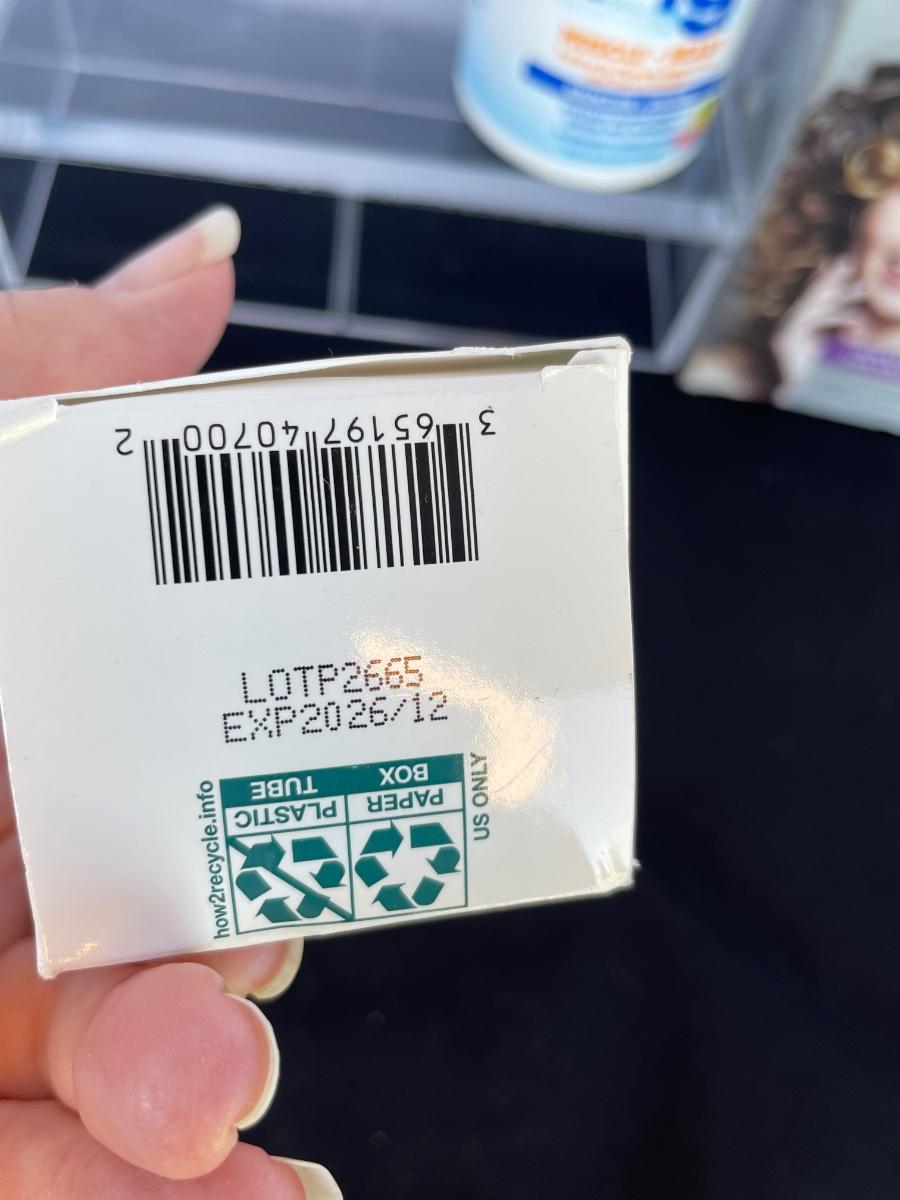 3 65197 40700 2
LOTP2665
EXP2026/12
how2recycle.info
PAPER
BOX
PLASTIC
TUBE
US ONLY